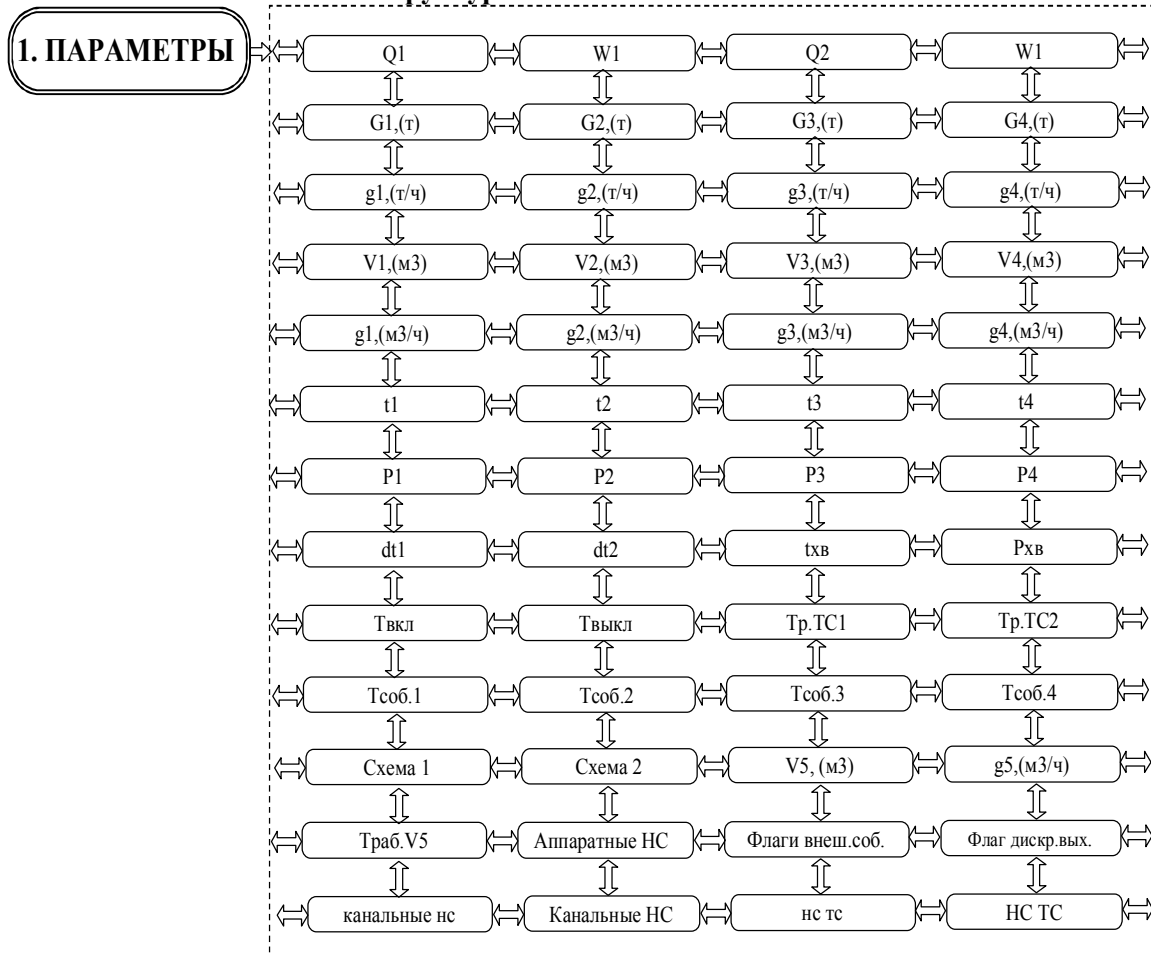 1. ПАРАМЕТРЫ
Q1 W1 Q2 W1
G1,(т) G2,(т) G3,(т) G4,(т)
g1,(т/ч) g2,(т/ч) g3,(т/ч) g4,(т/ч)
V1,(м3) V2,(м3) V3,(м3) V4,(м3)
g1,(м3/ч) g2,(м3/ч) g3,(м3/ч) g4,(м3/ч)
t1 t2 t3 t4
P1 P2 P3 P4
dt1 dt2 tхв Рхв
Твкл Твыкл Тр.ТС1 Тр.ТС2
Тсоб.1 Тсоб.2 Тсоб.3 Тсоб.4
Схема 1 Схема 2 V5, (м3) g5,(м3/ч)
Траб.V5 Аппаратные НС Флаги внеш.соб. Флаг дискр.вых.
канальные нс Канальные НС нс тс НС ТС